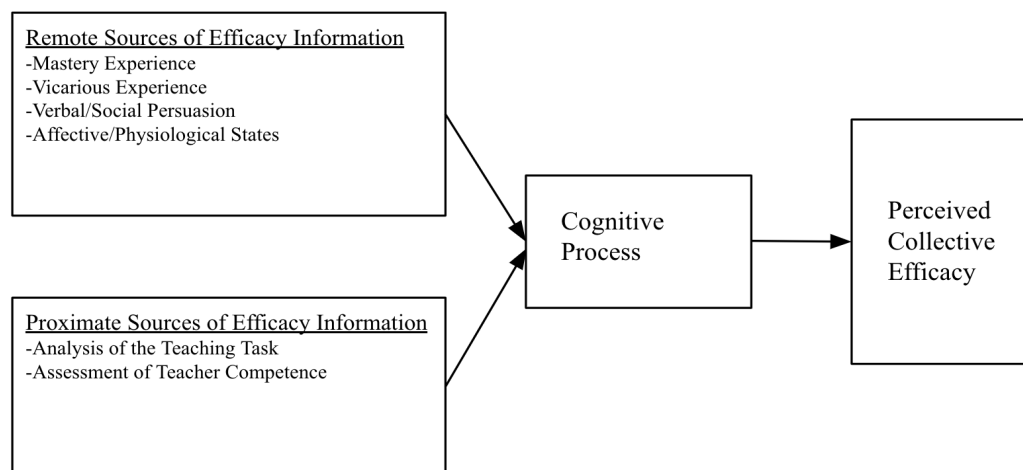 Remote Sources of Efficacy Information
-Mastery Experience
-Vicarious Experience
-Verbal/Social Persuasion
-Affective/Physiological States
Proximate Sources of Efficacy Information
-Analysis of the Teaching Task
-Assessment of Teacher Competence
Cognitive
Process
Perceived
Collective
Efficacy